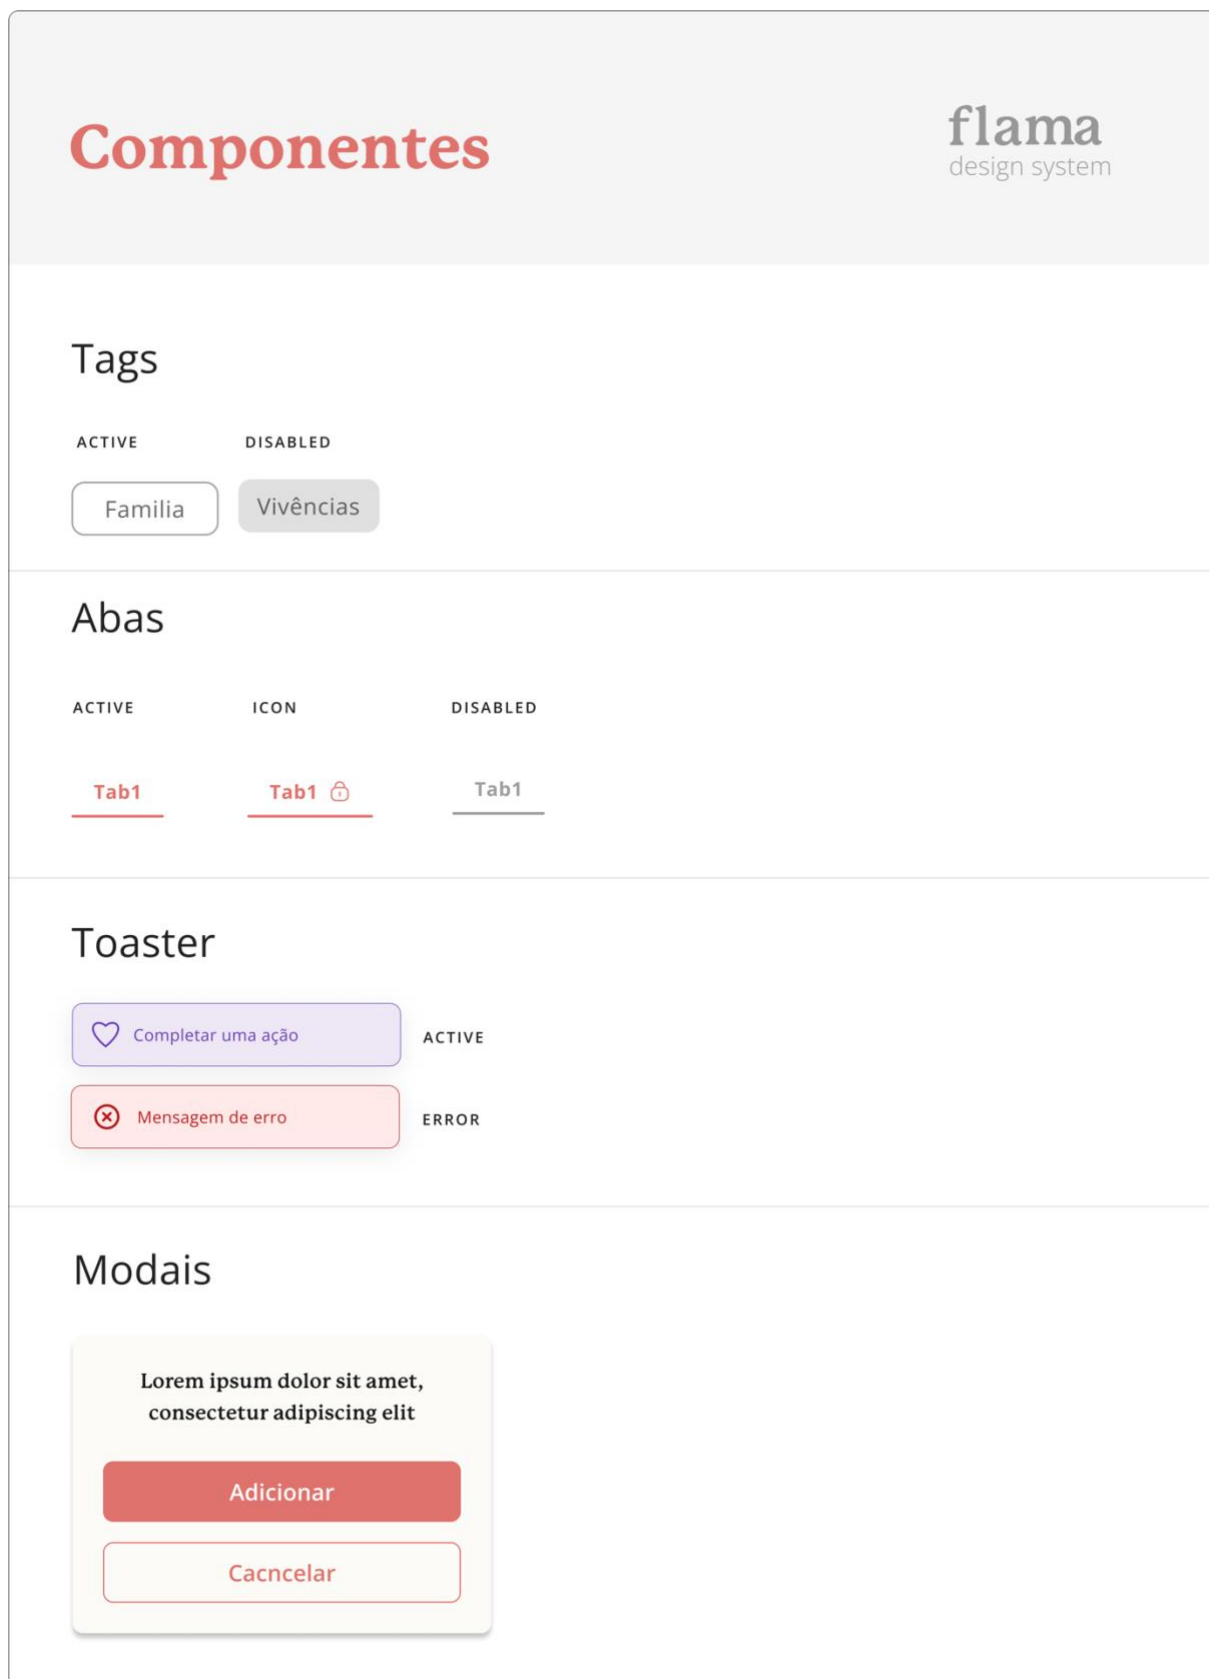 Componentes
flama
design system
Tags
ACTIVE DISABLED
Familia Vivências
Abas
ACTIVE ICON DISABLED
Tab1 Tab1 Tab1
Toaster
Completar uma ação ACTIVE
Mensagem de erro ERROR
Modais
Lorem ipsum dolor sit amet,
consectetur adipiscing elit
Adicionar
Cacncelar